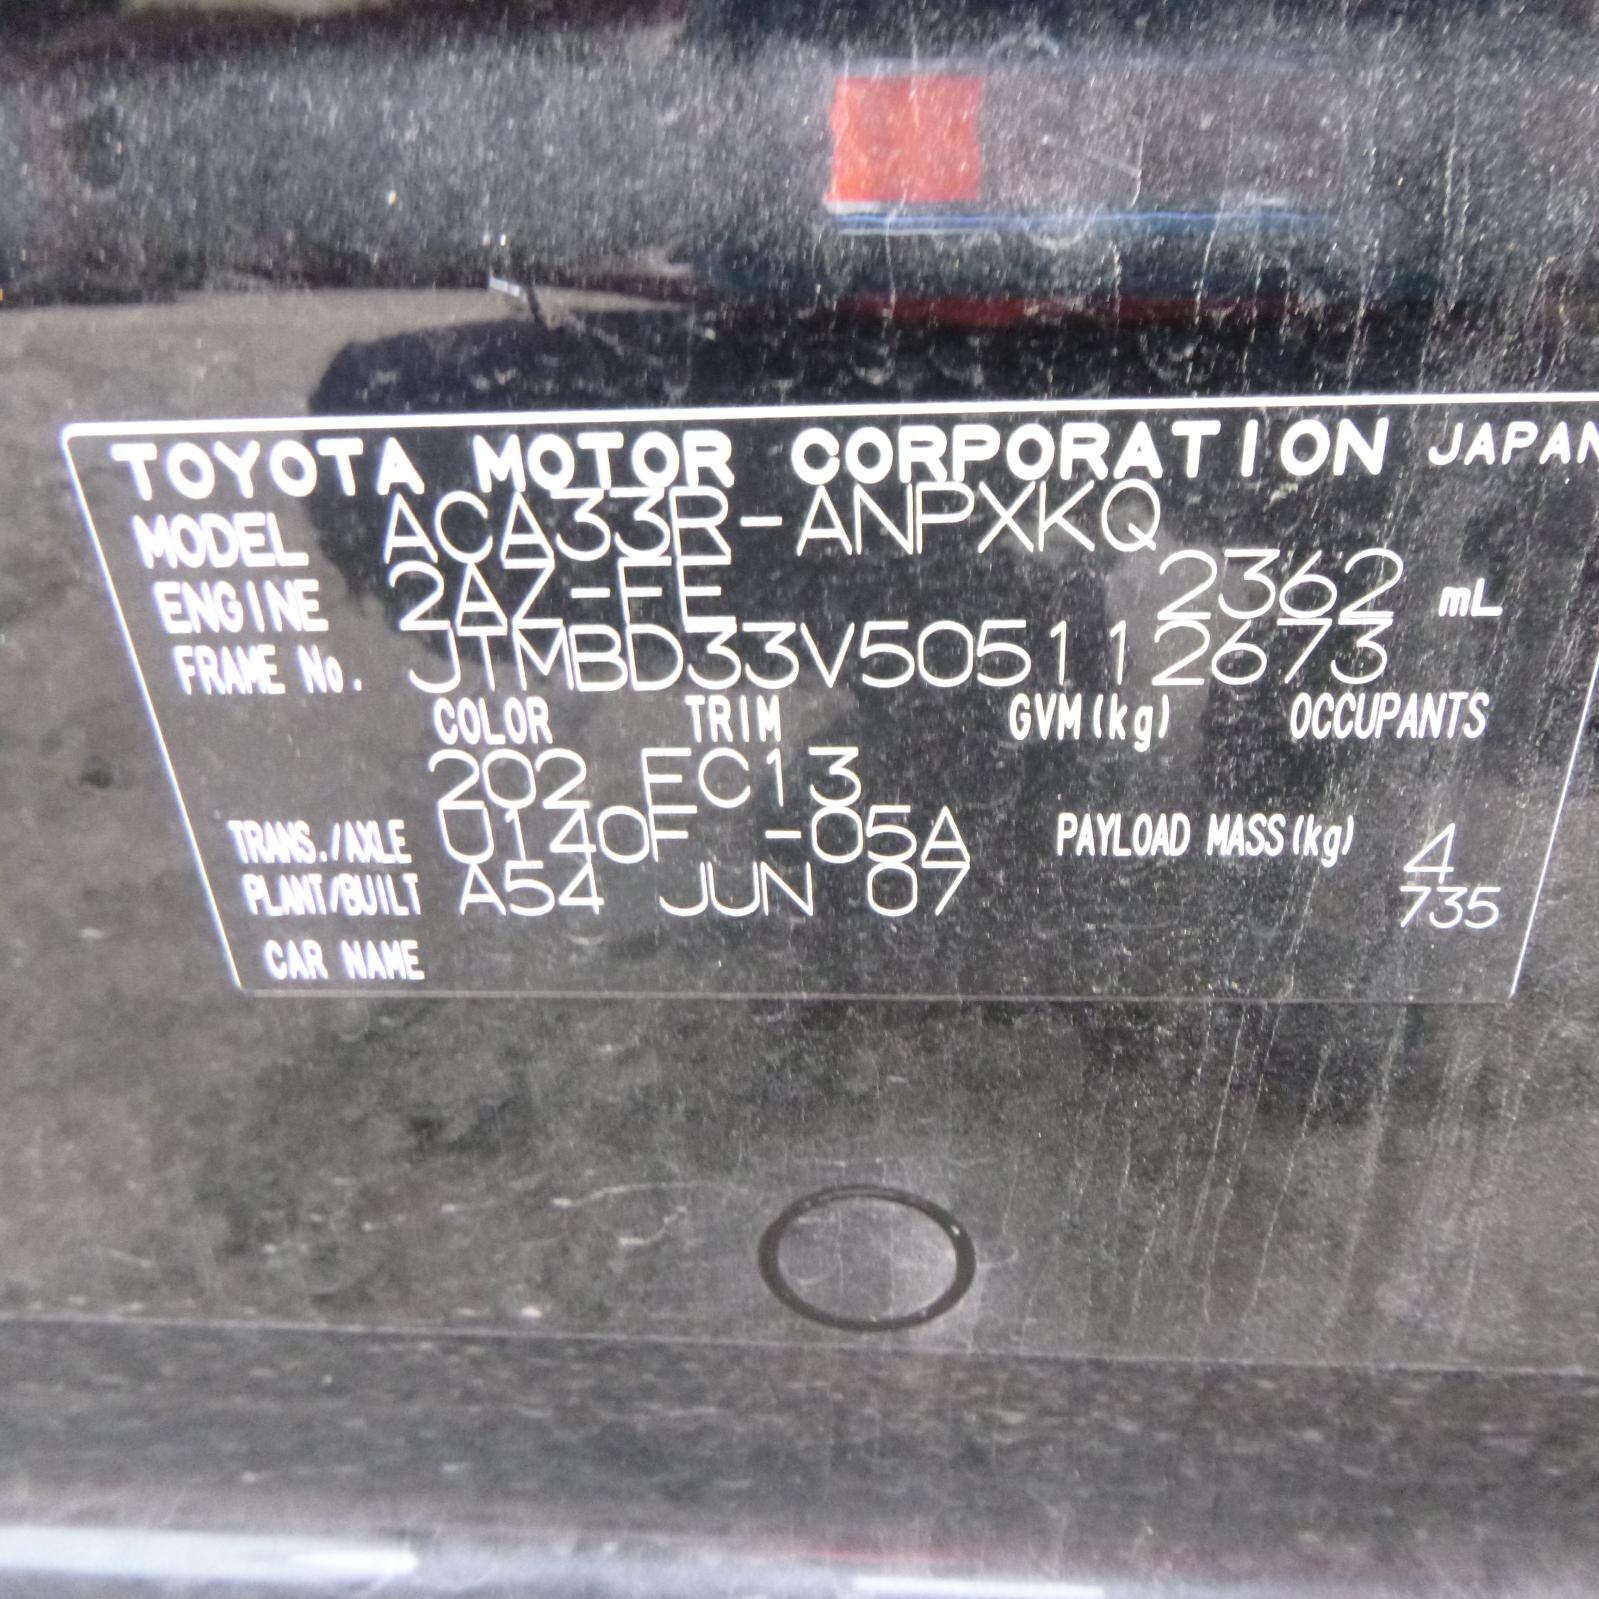 TOYOTA MOTOR CORPORATION JAPAN
MODEL ACA33R-ANPXKQ
ENGINE 2AZ-FE 2362 mL
FRAME No. JTMBD33V505112673
COLOR TRIM GVM(kg) OCCUPANTS
202 FC13
TRANS./AXLE U140F -05A PAYLOAD MASS(kg) 4
PLANT/BUILT A54 JUN 07 735
CAR NAME